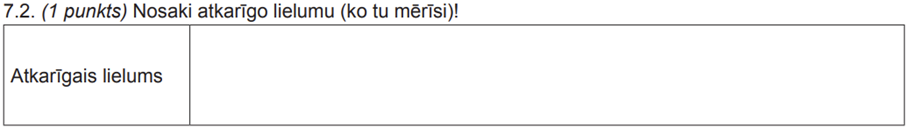 7.2. (1 punkts) Nosaki atkarīgo lielumu (ko tu mērīsi)!
Atkarīgais lielums